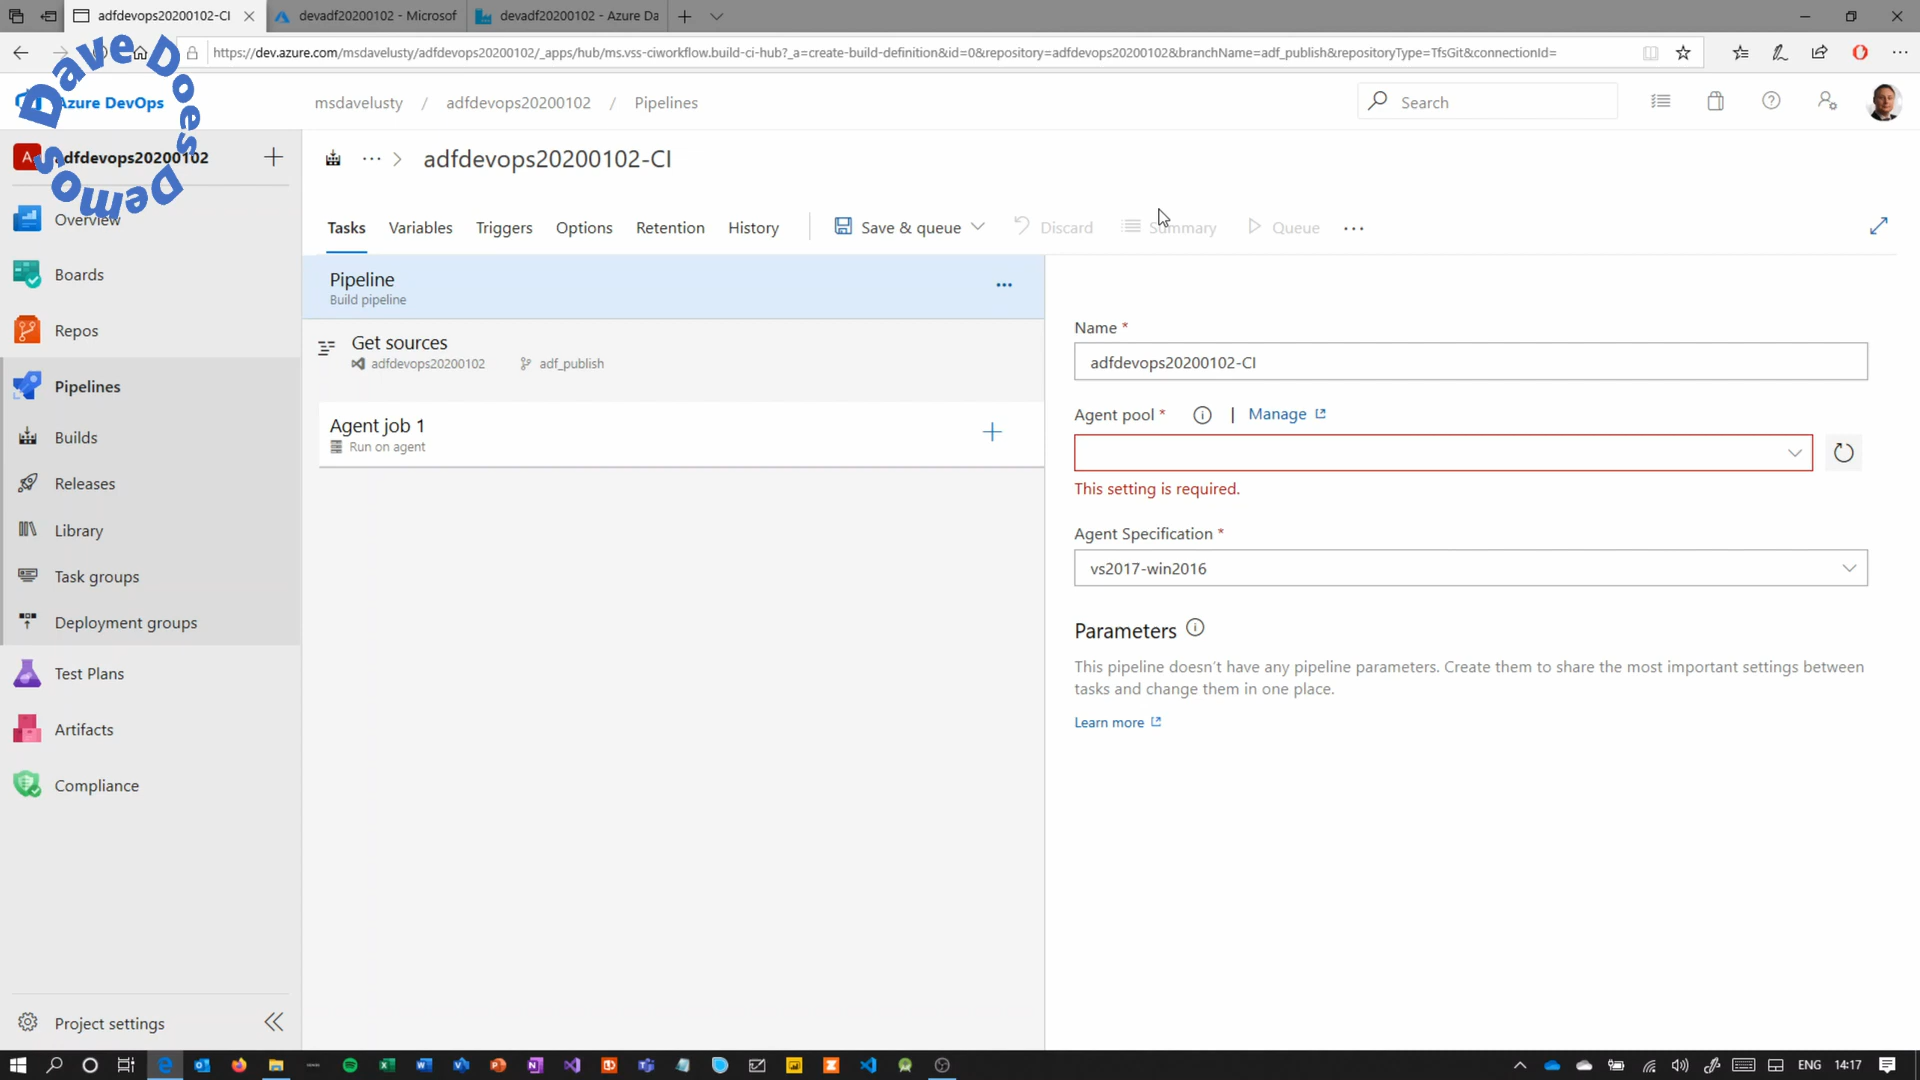 adfdevops20200102-CI
devadf20200102 - Microsof
devadf20200102 - Azure Da
https://dev.azure.com/msdavelusty/adfdevops20200102/_apps/hub/ms.vss-ciworkflow.build-ci-hub?_a=create-build-definition&id=0&repository=adfdevops20200102&branchName=adf_publish&repositoryType=TfsGit&connectionId=
Dave Does Demos
Azure DevOps
msdavelusty / adfdevops20200102 / Pipelines
Search
A
adfdevops20200102
adfdevops20200102-CI
Overview
Boards
Repos
Pipelines
Builds
Releases
Library
Task groups
Deployment groups
Test Plans
Artifacts
Compliance
Project settings
Tasks
Variables
Triggers
Options
Retention
History
Save & queue
Discard
Summary
Queue
Pipeline
Build pipeline
Get sources
adfdevops20200102
adf_publish
Agent job 1
Run on agent
Name *
adfdevops20200102-CI
Agent pool * | Manage
This setting is required.
Agent Specification *
vs2017-win2016
Parameters
This pipeline doesn't have any pipeline parameters. Create them to share the most important settings between
tasks and change them in one place.
Learn more
ENG
14:17